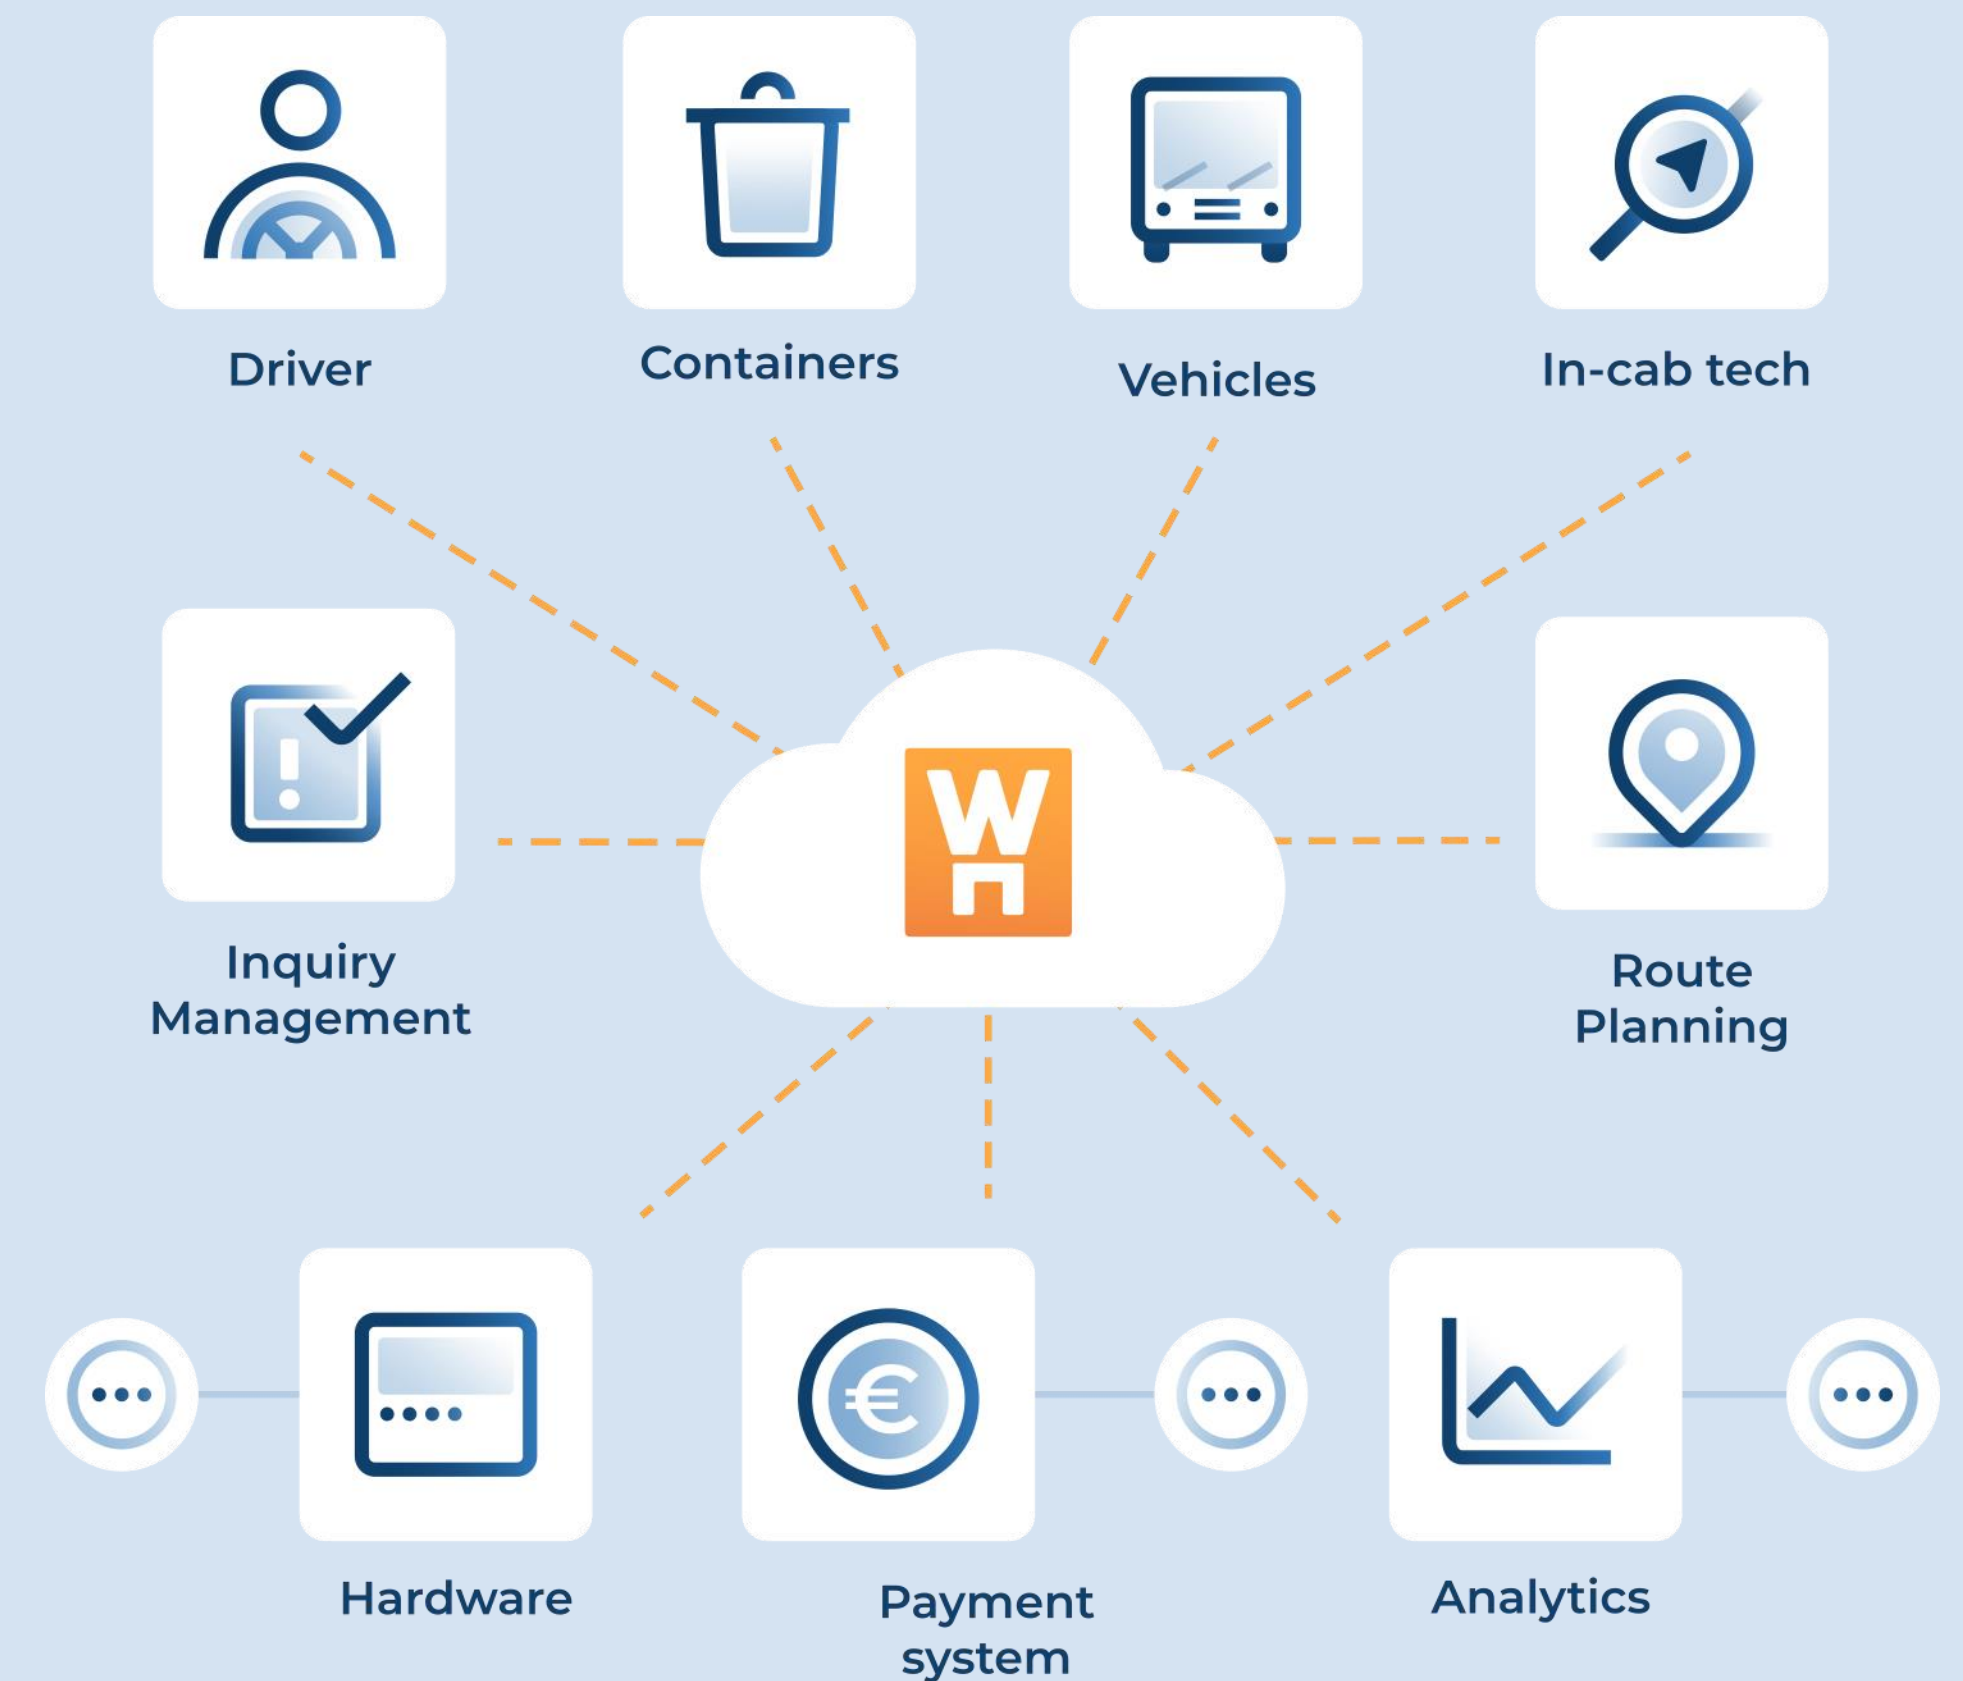 Driver
Containers
Vehicles
In-cab tech
W
Inquiry
Management
Route
Planning
€
Hardware
Payment
system
Analytics